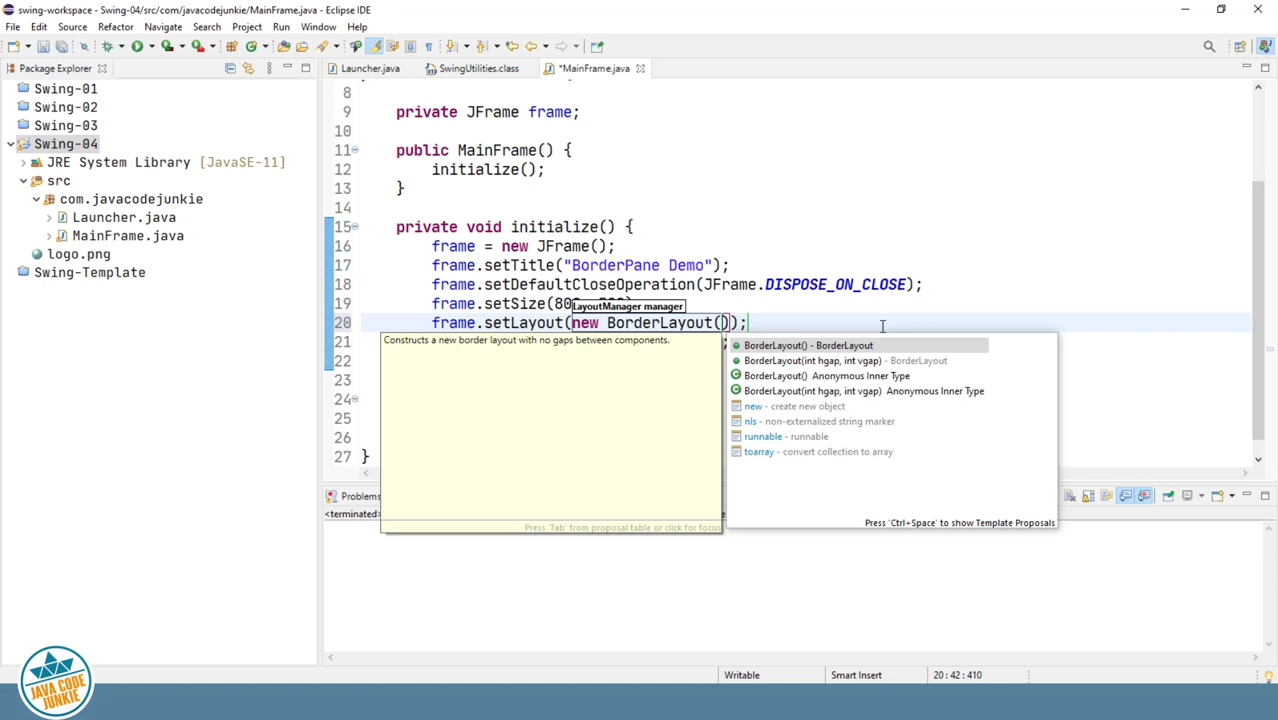 swing-workspace - Swing-04/src/com/javacodejunkie/MainFrame.java - Eclipse IDE
File Edit Source Refactor Navigate Search Project Run Window Help
Package Explorer
Launcher.java SwingUtilities.class *MainFrame.java
Swing-01
Swing-02
Swing-03
Swing-04
JRE System Library [JavaSE-11]
src
com.javacodejunkie
Launcher.java
MainFrame.java
logo.png
Swing-Template
8
9 private JFrame frame;
10
11 public MainFrame() {
12 initialize();
13 }
14
15 private void initialize() {
16 frame = new JFrame();
17 frame.setTitle("BorderPane Demo");
18 frame.setDefaultCloseOperation(JFrame.DISPOSE_ON_CLOSE);
19 frame.setSize(
LayoutManager manager
20 frame.setLayout(new BorderLayout());
21 ;
22
23
24
25
26
27 }
Constructs a new border layout with no gaps between components.
Press 'Tab' from proposal table or click for focus
BorderLayout() - BorderLayout
BorderLayout(int hgap, int vgap) - BorderLayout
BorderLayout() Anonymous Inner Type
BorderLayout(int hgap, int vgap) Anonymous Inner Type
new - create new object
nls - non-externalized string marker
runnable - runnable
toarray - convert collection to array
Press 'Ctrl+Space' to show Template Proposals
Problems
<terminated>
Writable Smart Insert 20 : 42 : 410
JAVA CODE
JUNKIE